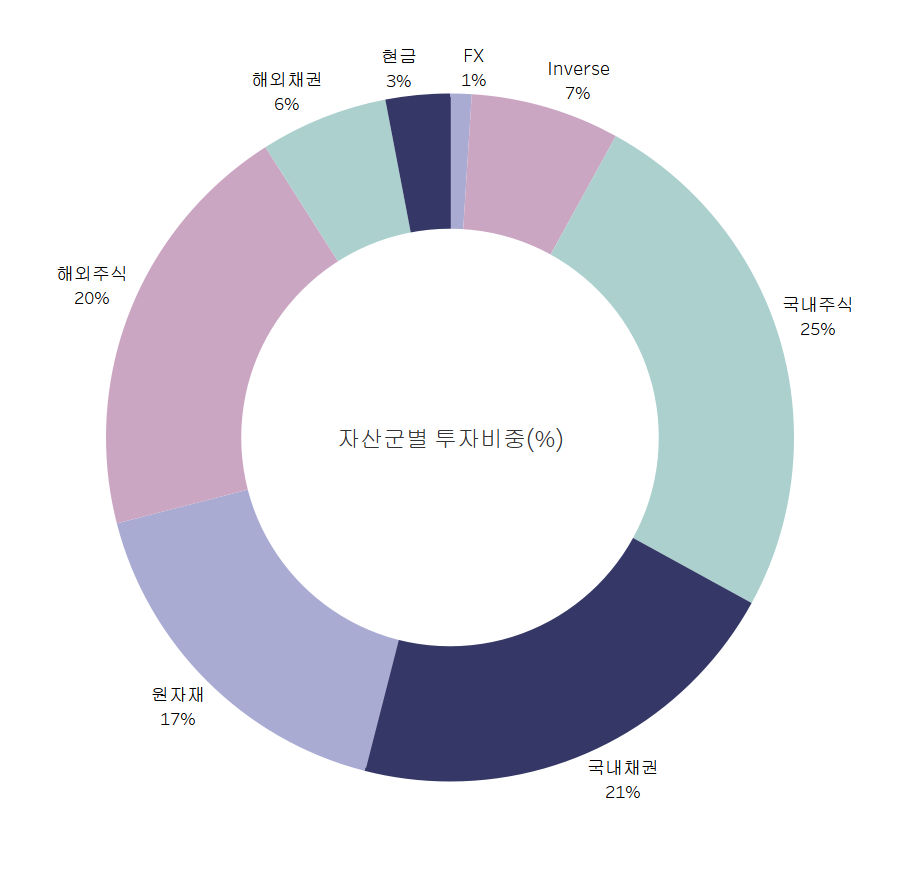 현금
3%
FX
1%
Inverse
7%
해외채권
6%
해외주식
20%
국내주식
25%
자산군별 투자비중(%)
원자재
17%
국내채권
21%